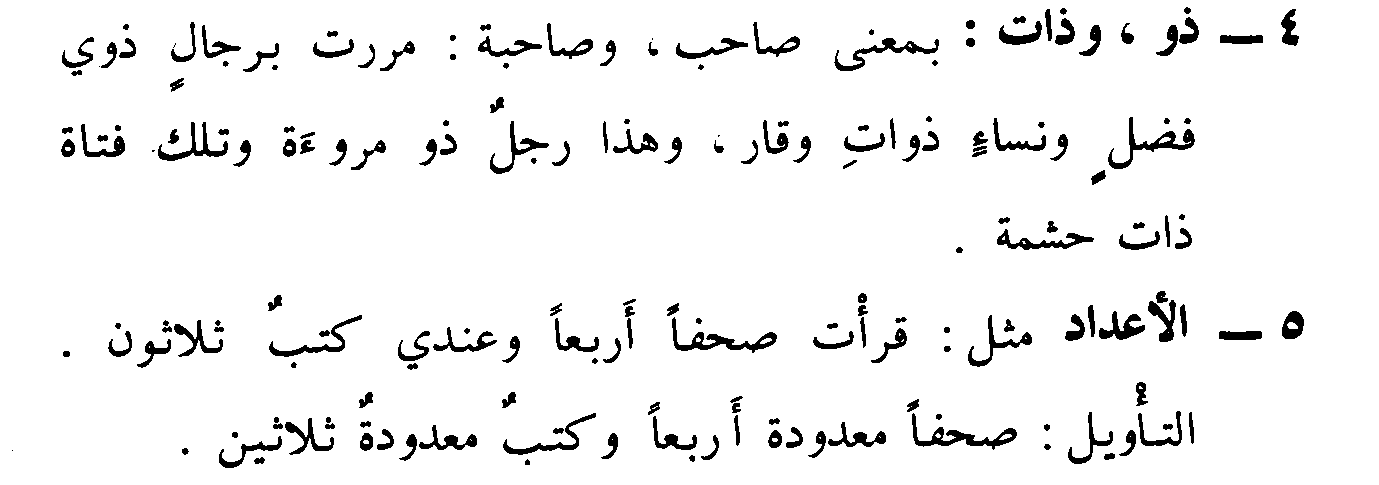 ٤ ــ ذو ، وذات : بمعنى صاحب ، وصاحبة : مررت برجالٍ ذوي
فضلٍ ونساءٍ ذواتِ وقار ، وهذا رجلٌ ذو مروءَة وتلك فتاة
ذات حشمة .
٥ ــ الأعداد مثل : قرأْت صحفاً أَربعاً وعندي كتبٌ ثلاثون .
التأْويل : صحفاً معدودة أَربعاً وكتبٌ معدودةٌ ثلاثين .